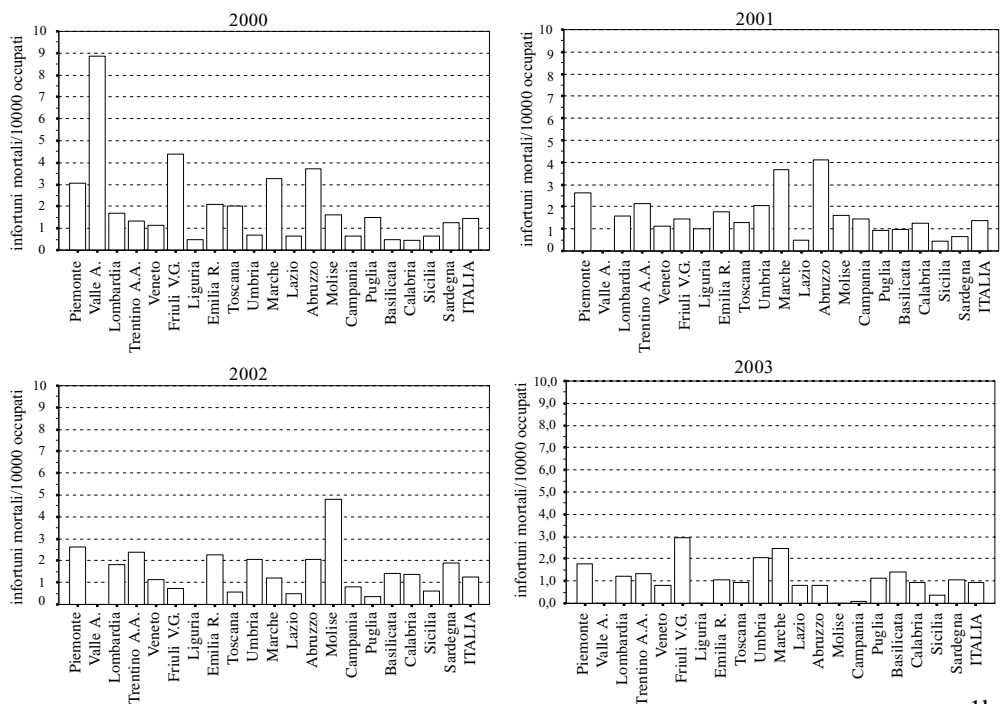 2000
infortuni mortali/10000 occupati
10
9
8
7
6
5
4
3
2
1
0
Piemonte
Valle A.
Lombardia
Trentino A.A.
Veneto
Friuli V.G.
Liguria
Emilia R.
Toscana
Umbria
Marche
Lazio
Abruzzo
Molise
Campania
Puglia
Basilicata
Calabria
Sicilia
Sardegna
ITALIA
2001
infortuni mortali/10000 occupati
10
9
8
7
6
5
4
3
2
1
0
Piemonte
Valle A.
Lombardia
Trentino A.A.
Veneto
Friuli V.G.
Liguria
Emilia R.
Toscana
Umbria
Marche
Lazio
Abruzzo
Molise
Campania
Puglia
Basilicata
Calabria
Sicilia
Sardegna
ITALIA
2002
infortuni mortali/10000 occupati
10
9
8
7
6
5
4
3
2
1
0
Piemonte
Valle A.
Lombardia
Trentino A.A.
Veneto
Friuli V.G.
Liguria
Emilia R.
Toscana
Umbria
Marche
Lazio
Abruzzo
Molise
Campania
Puglia
Basilicata
Calabria
Sicilia
Sardegna
ITALIA
2003
infortuni mortali/10000 occupati
10,0
9,0
8,0
7,0
6,0
5,0
4,0
3,0
2,0
1,0
0,0
Piemonte
Valle A.
Lombardia
Trentino A.A.
Veneto
Friuli V.G.
Liguria
Emilia R.
Toscana
Umbria
Marche
Lazio
Abruzzo
Molise
Campania
Puglia
Basilicata
Calabria
Sicilia
Sardegna
ITALIA